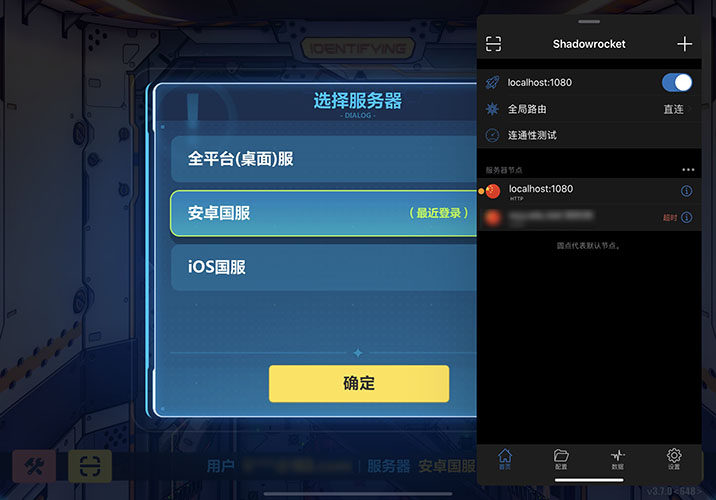 IDENTIFYING
选择服务器
- DIALOG -
全平台(桌面)服
安卓国服
(最近登录)
iOS国服
确定
用户
服务器
安卓国服
v3.7.0
Shadowrocket
localhost:1080
全局路由
直连
连通性测试
服务器节点
localhost:1080
HTTP
超时
圆点代表默认节点。
首页
配置
数据
设置